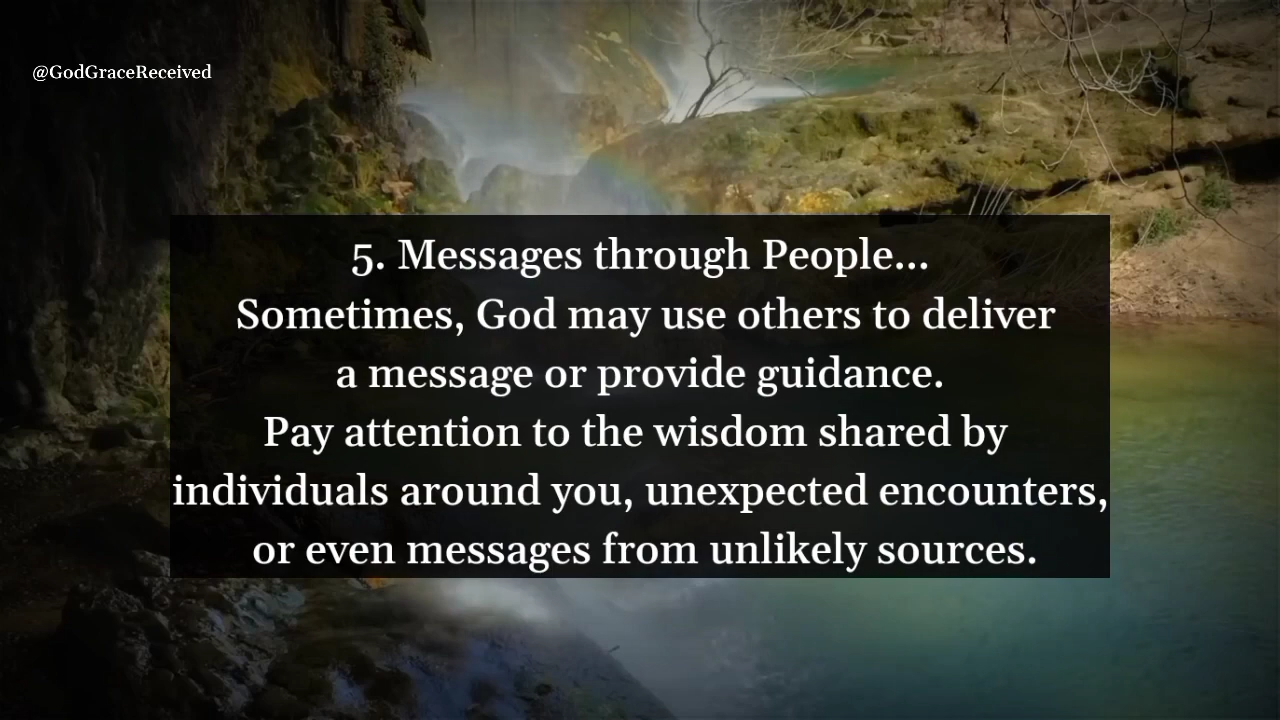 @GodGraceReceived
5. Messages through People...
Sometimes, God may use others to deliver
a message or provide guidance.
Pay attention to the wisdom shared by
individuals around you, unexpected encounters,
or even messages from unlikely sources.